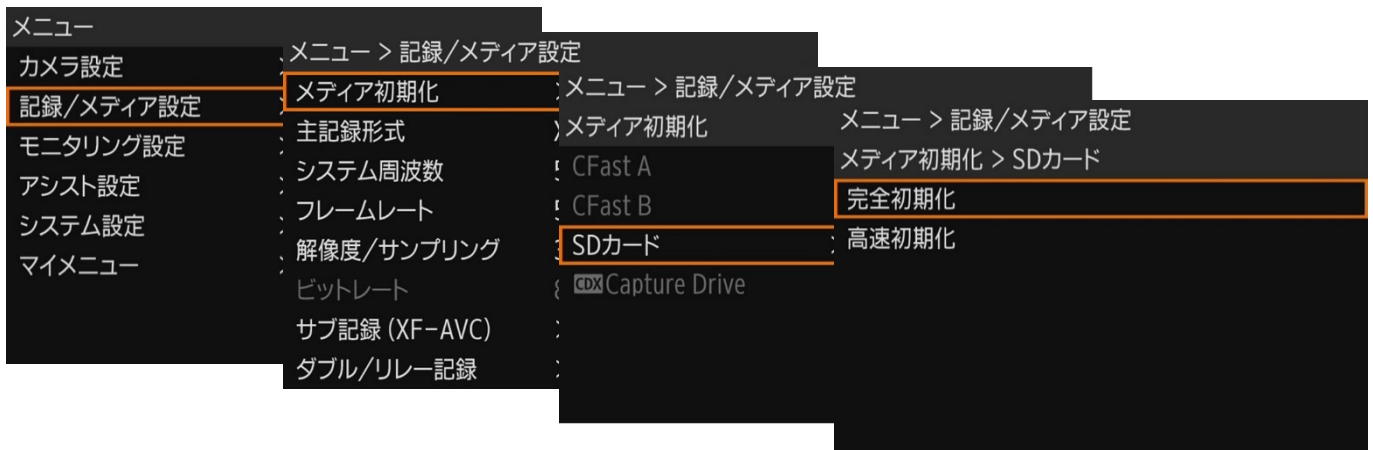 メニュー
カメラ設定
記録/メディア設定
モニタリング設定
アシスト設定
システム設定
マイメニュー
メニュー > 記録/メディア設定
メディア初期化
主記録形式
システム周波数
フレームレート
解像度/サンプリング
ビットレート
サブ記録 (XF-AVC)
ダブル/リレー記録
メニュー > 記録/メディア設定
メディア初期化
CFast A
CFast B
SDカード
CDX Capture Drive
メニュー > 記録/メディア設定
メディア初期化 > SDカード
完全初期化
高速初期化